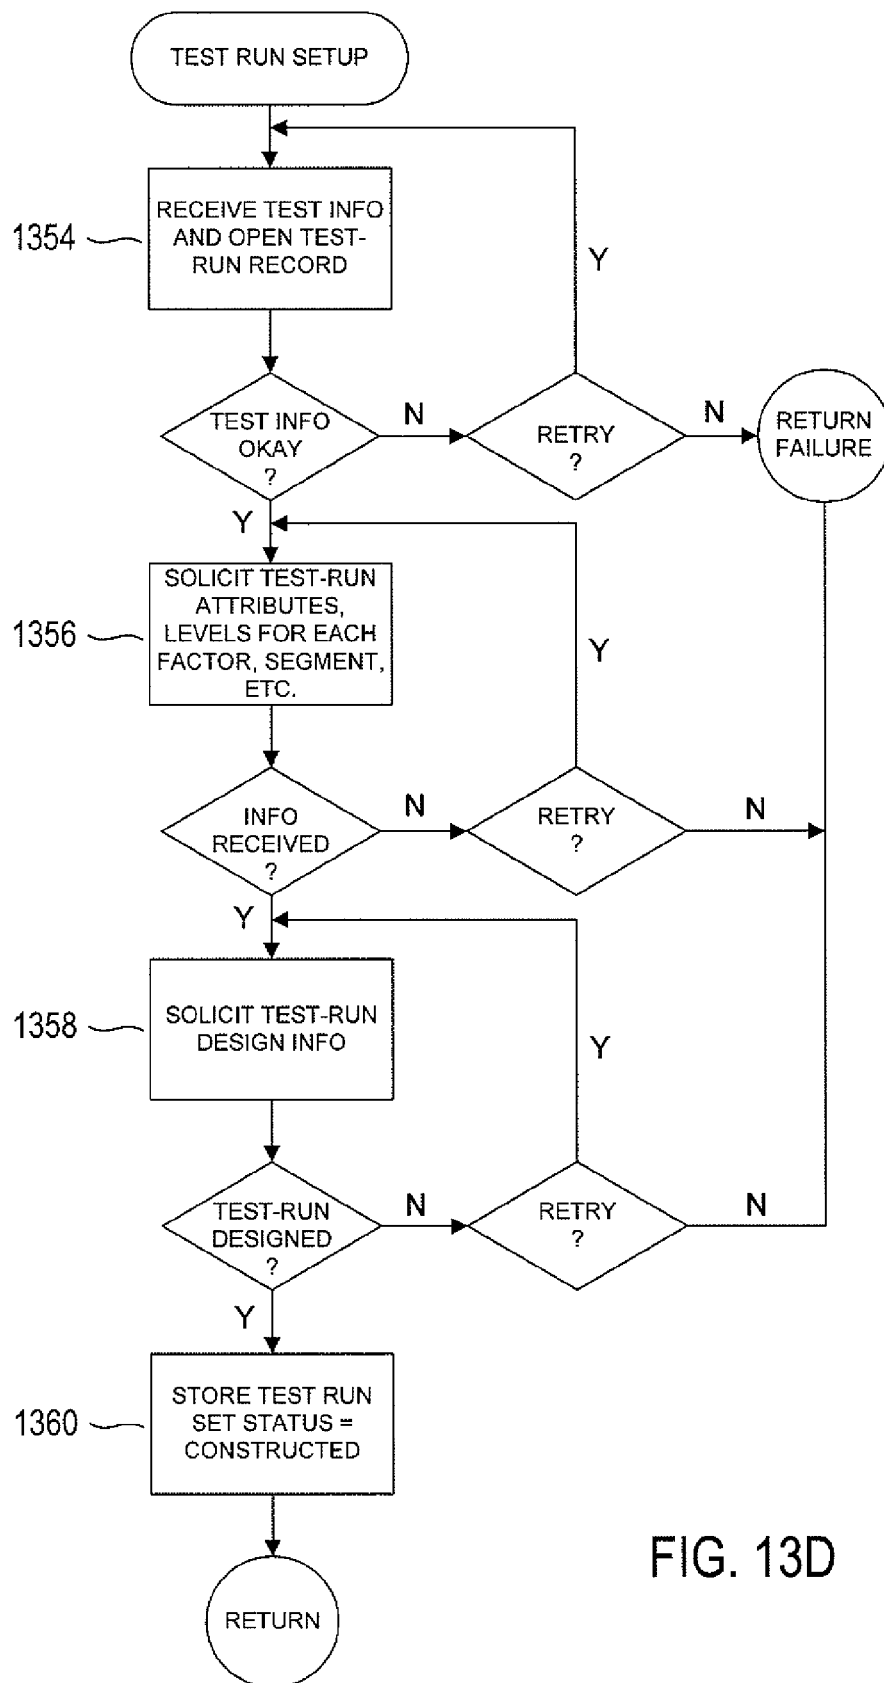 TEST RUN SETUP
1354
RECEIVE TEST INFO
AND OPEN TEST-
RUN RECORD
Y
TEST INFO
OKAY
?
N
RETRY
?
N
RETURN
FAILURE
Y
1356
SOLICIT TEST-RUN
ATTRIBUTES,
LEVELS FOR EACH
FACTOR, SEGMENT,
ETC.
Y
INFO
RECEIVED
?
N
RETRY
?
N
Y
1358
SOLICIT TEST-RUN
DESIGN INFO
Y
TEST-RUN
DESIGNED
?
N
RETRY
?
N
Y
1360
STORE TEST RUN
SET STATUS =
CONSTRUCTED
RETURN
FIG. 13D